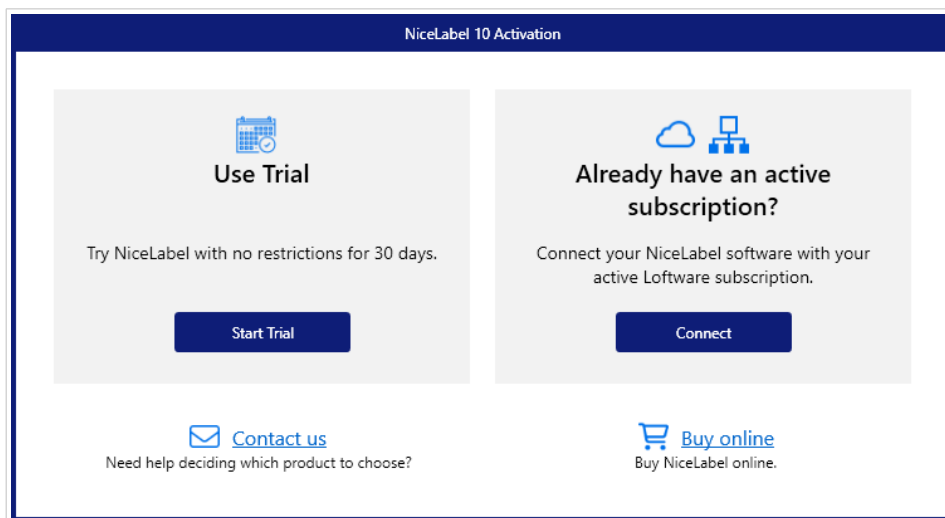 NiceLabel 10 Activation
Use Trial
Try NiceLabel with no restrictions for 30 days.
Start Trial
Already have an active
subscription?
Connect your NiceLabel software with your
active Loftware subscription.
Connect
Contact us
Need help deciding which product to choose?
Buy online
Buy NiceLabel online.